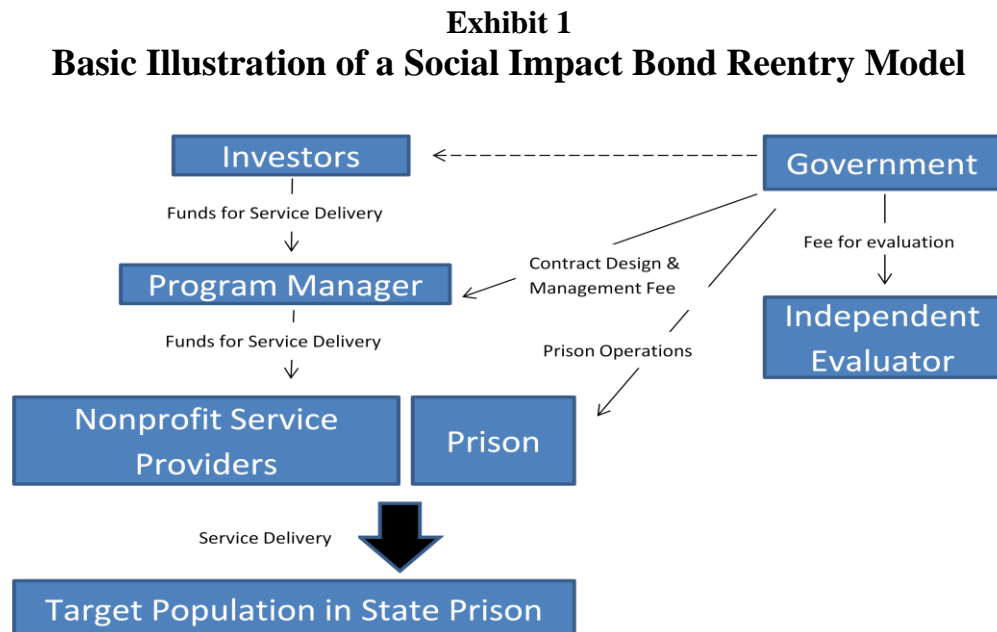 Exhibit 1
Basic Illustration of a Social Impact Bond Reentry Model
Investors
Government
Funds for Service Delivery
Fee for evaluation
Program Manager
Contract Design &
Management Fee
Independent
Evaluator
Funds for Service Delivery
Prison Operations
Nonprofit Service
Providers
Prison
Service Delivery
Target Population in State Prison